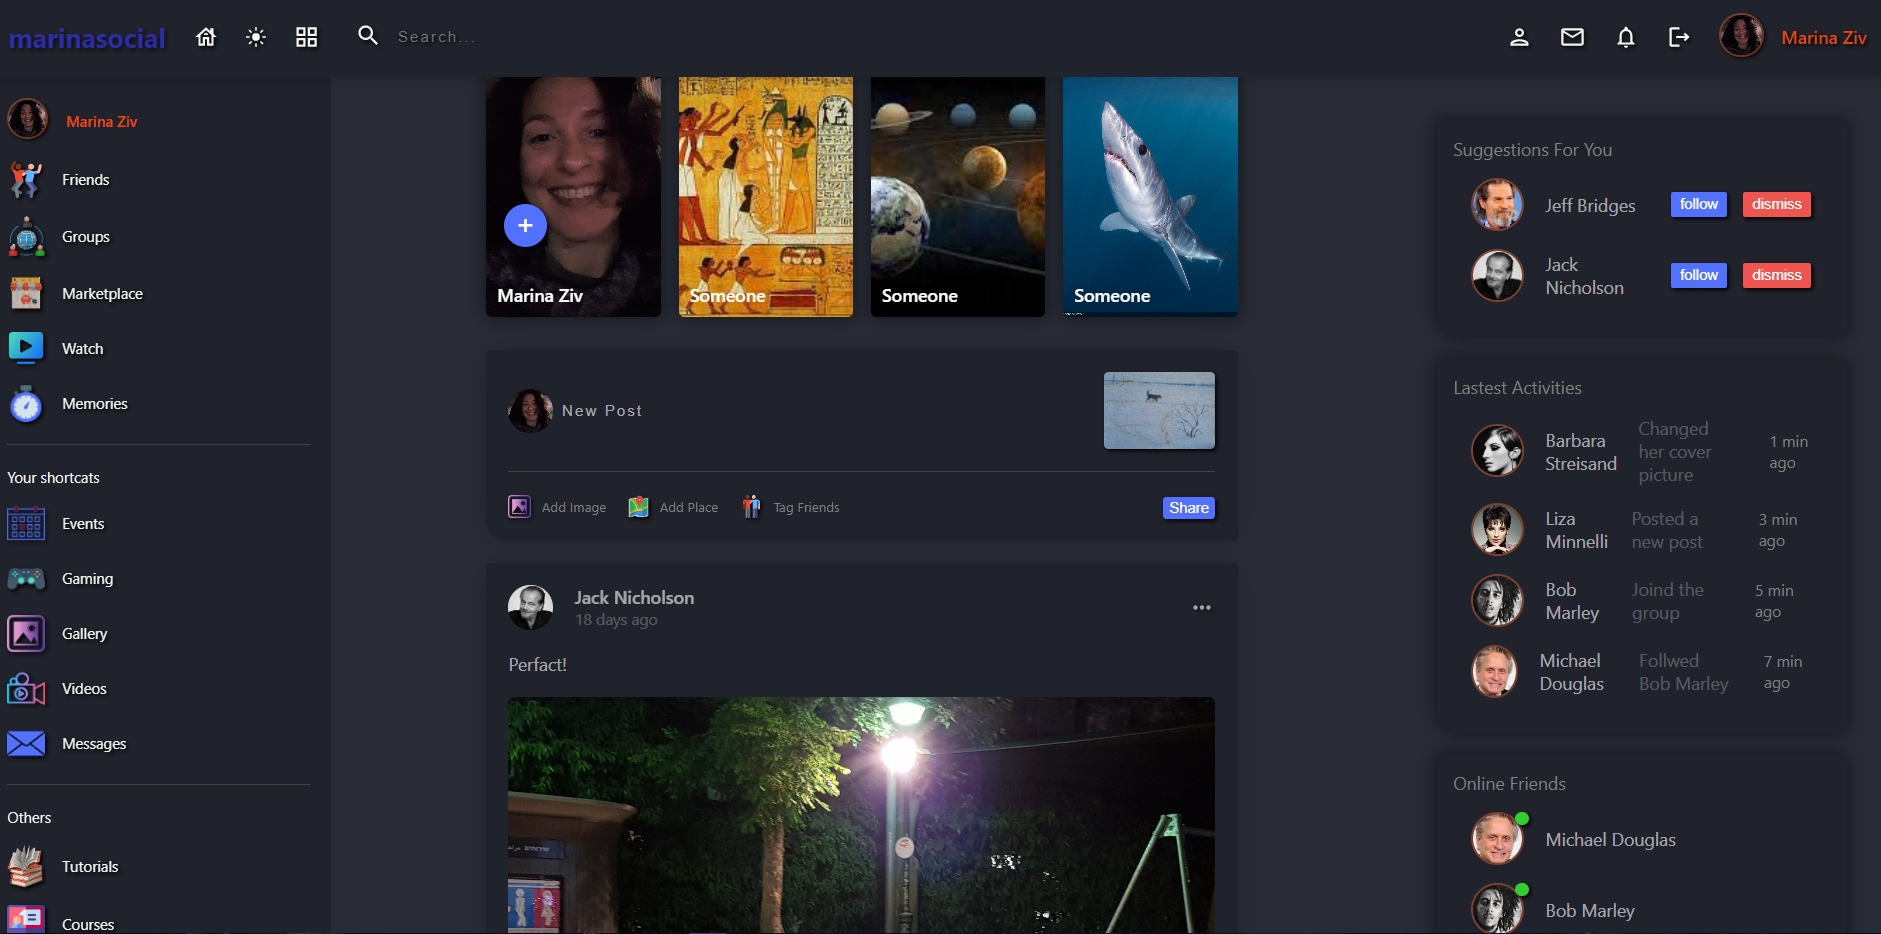 marinasocial
Search...
Marina Ziv
Marina Ziv
Friends
Groups
Marketplace
Watch
Memories
Your shortcats
Events
Gaming
Gallery
Videos
Messages
Others
Tutorials
Courses
Marina Ziv
Someone
Someone
Someone
New Post
Add Image
Add Place
Tag Friends
Share
Jack Nicholson
18 days ago
Perfact!
Suggestions For You
Jeff Bridges
follow
dismiss
Jack
Nicholson
follow
dismiss
Lastest Activities
Barbara
Streisand
Changed
her cover
picture
1 min
ago
Liza
Minnelli
Posted a
new post
3 min
ago
Bob
Marley
Joind the
group
5 min
ago
Michael
Douglas
Follwed
Bob Marley
7 min
ago
Online Friends
Michael Douglas
Bob Marley